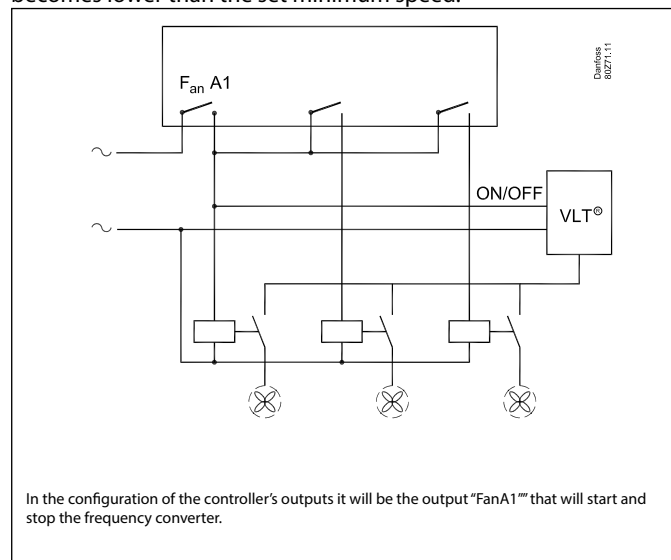 becomes lower than the set minimum speed.
Danfoss
80Z71.11
Fan A1
ON/OFF
VLT®
In the configuration of the controller's outputs it will be the output "FanA1"" that will start and
stop the frequency converter.